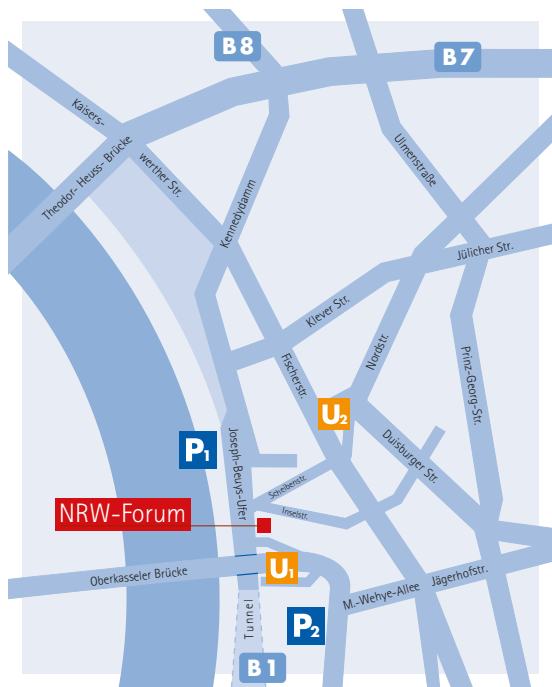 B8
B7
Kaisers-
werther Str.
Theodor- Heuss- Brücke
Ulmenstraße
Kennedydamm
Jülicher Str.
Klever Str.
Nordstr.
Fischerstr.
Prinz-Georg-Str.
U2
P1
Joseph-Beuys-Ufer
Duisburger Str.
Scheibenstr.
Inselstr.
NRW-Forum
Oberkasseler Brücke
U1
M.-Wehye-Allee
Jägerhofstr.
Tunnel
P2
B1